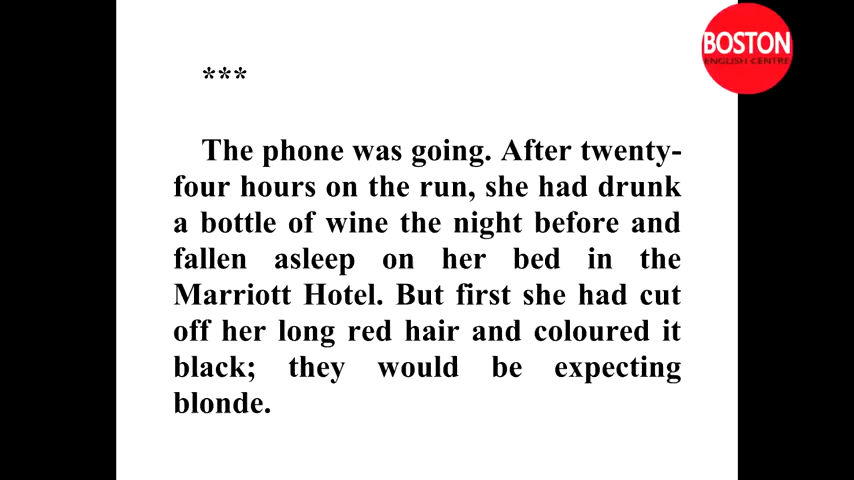 BOSTON
ENGLISH CENTRE
***
The phone was going. After twenty-
four hours on the run, she had drunk
a bottle of wine the night before and
fallen asleep on her bed in the
Marriott Hotel. But first she had cut
off her long red hair and coloured it
black; they would be expecting
blonde.